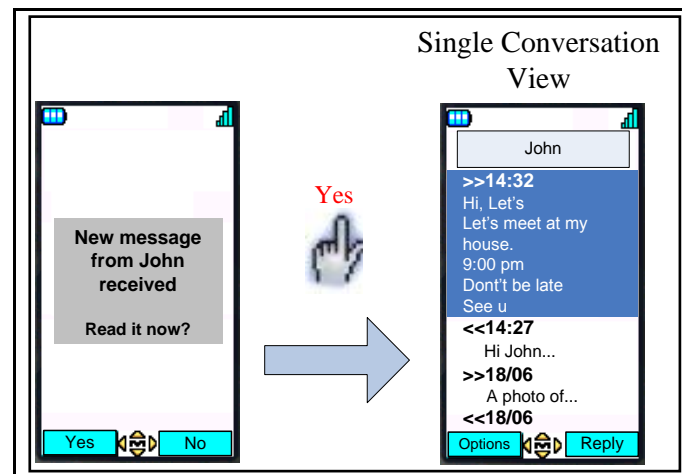 Single Conversation
View
New message
from John
received
Read it now?
Yes
No
Yes
John
>>14:32
Hi, Let's
Let's meet at my
house.
9:00 pm
Dont't be late
See u
<<14:27
Hi John...
>>18/06
A photo of...
<<18/06
Options
Reply